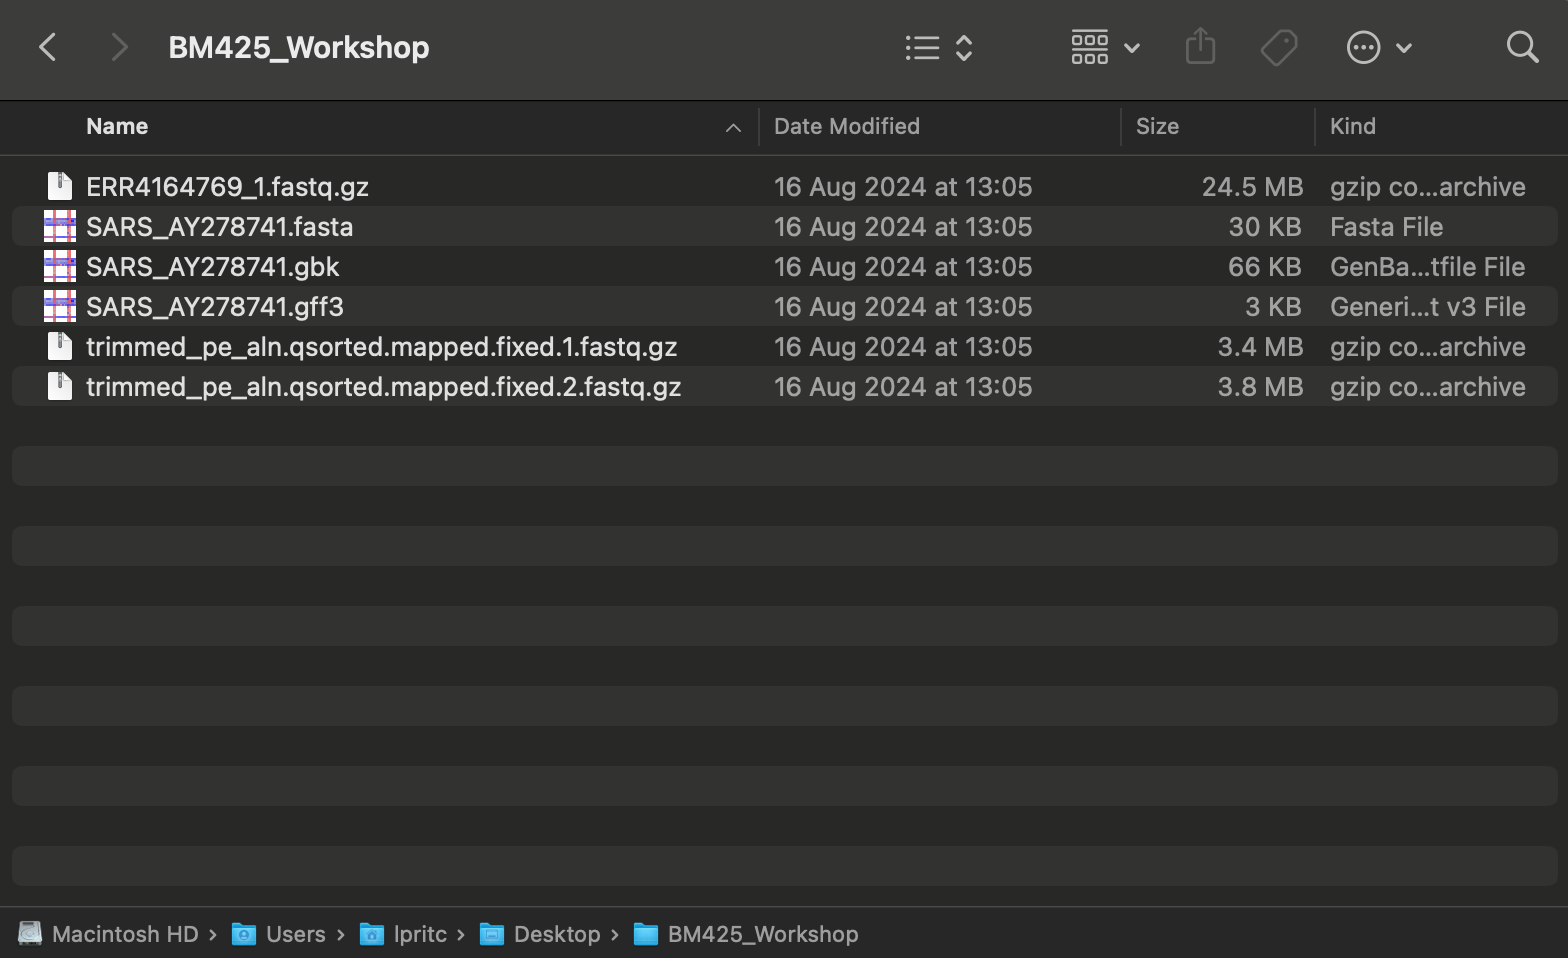 BM425_Workshop
Name Date Modified Size Kind
ERR4164769_1.fastq.gz 16 Aug 2024 at 13:05 24.5 MB gzip co...archive
SARS_AY278741.fasta 16 Aug 2024 at 13:05 30 KB Fasta File
SARS_AY278741.gbk 16 Aug 2024 at 13:05 66 KB GenBa...tfile File
SARS_AY278741.gff3 16 Aug 2024 at 13:05 3 KB Generi...t v3 File
trimmed_pe_aln.qsorted.mapped.fixed.1.fastq.gz 16 Aug 2024 at 13:05 3.4 MB gzip co...archive
trimmed_pe_aln.qsorted.mapped.fixed.2.fastq.gz 16 Aug 2024 at 13:05 3.8 MB gzip co...archive
Macintosh HD › Users › lpritc › Desktop › BM425_Workshop